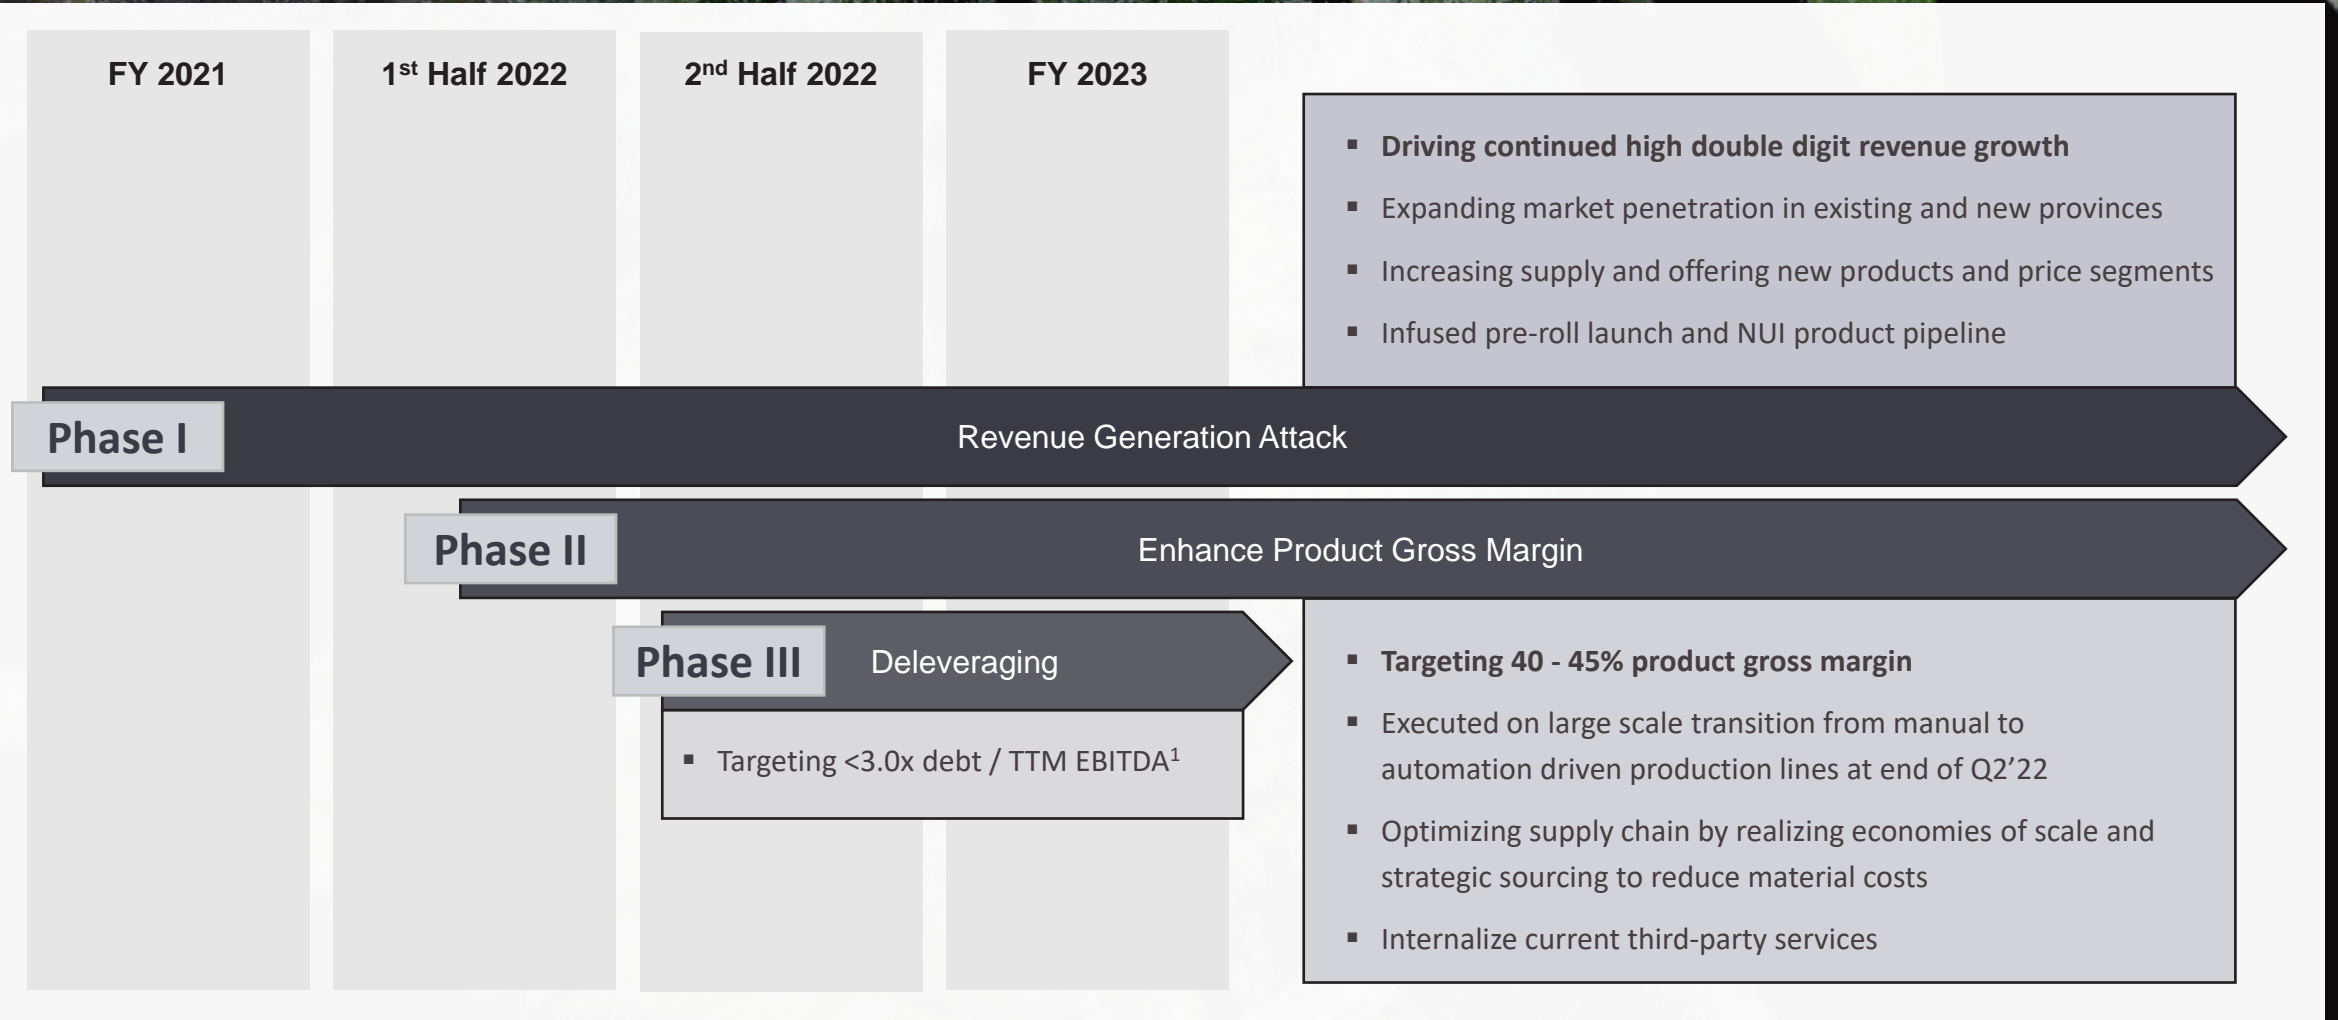 FY 2021
1st Half 2022
2nd Half 2022
FY 2023
▪ Driving continued high double digit revenue growth
▪ Expanding market penetration in existing and new provinces
▪ Increasing supply and offering new products and price segments
▪ Infused pre-roll launch and NUI product pipeline
Phase I
Revenue Generation Attack
Phase II
Enhance Product Gross Margin
Phase III
Deleveraging
▪ Targeting <3.0x debt / TTM EBITDA1
▪ Targeting 40 - 45% product gross margin
▪ Executed on large scale transition from manual to
automation driven production lines at end of Q2’22
▪ Optimizing supply chain by realizing economies of scale and
strategic sourcing to reduce material costs
▪ Internalize current third-party services